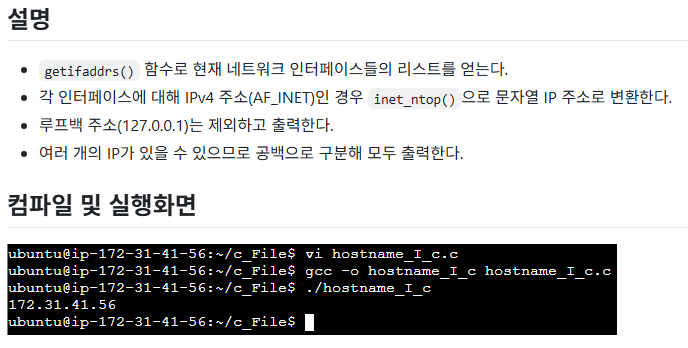 설명
getifaddrs() 함수로 현재 네트워크 인터페이스들의 리스트를 얻는다.
각 인터페이스에 대해 IPv4 주소(AF_INET)인 경우 inet_ntop()으로 문자열 IP 주소로 변환한다.
루프백 주소(127.0.0.1)는 제외하고 출력한다.
여러 개의 IP가 있을 수 있으므로 공백으로 구분해 모두 출력한다.
컴파일 및 실행화면
ubuntu@ip-172-31-41-56:~/c_File$ vi hostname_I_c.c
ubuntu@ip-172-31-41-56:~/c_File$ gcc -o hostname_I_c hostname_I_c.c
ubuntu@ip-172-31-41-56:~/c_File$ ./hostname_I_c
172.31.41.56
ubuntu@ip-172-31-41-56:~/c_File$